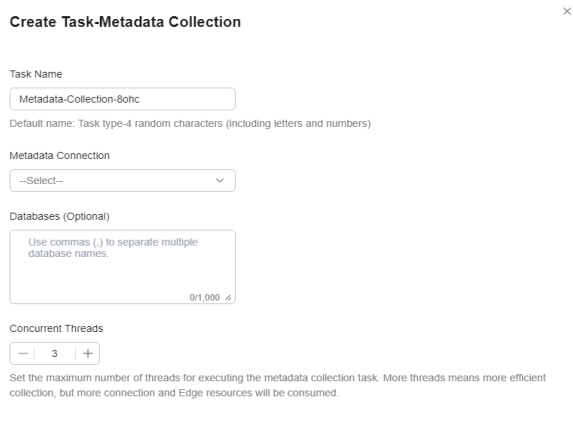 Create Task-Metadata Collection
Task Name
Metadata-Collection-8ohc
Default name: Task type-4 random characters (including letters and numbers)
Metadata Connection
--Select--
Databases (Optional)
Use commas (,) to separate multiple
database names.
0/1,000
Concurrent Threads
3
Set the maximum number of threads for executing the metadata collection task. More threads means more efficient
collection, but more connection and Edge resources will be consumed.